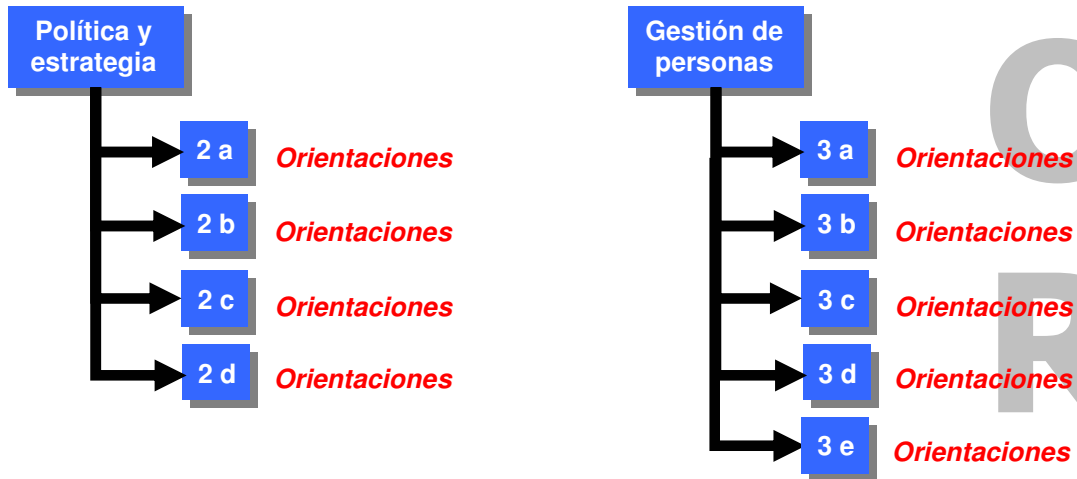 Política y
estrategia
2 a Orientaciones
2 b Orientaciones
2 c Orientaciones
2 d Orientaciones
Gestión de
personas
3 a Orientaciones
3 b Orientaciones
3 c Orientaciones
3 d Orientaciones
3 e Orientaciones